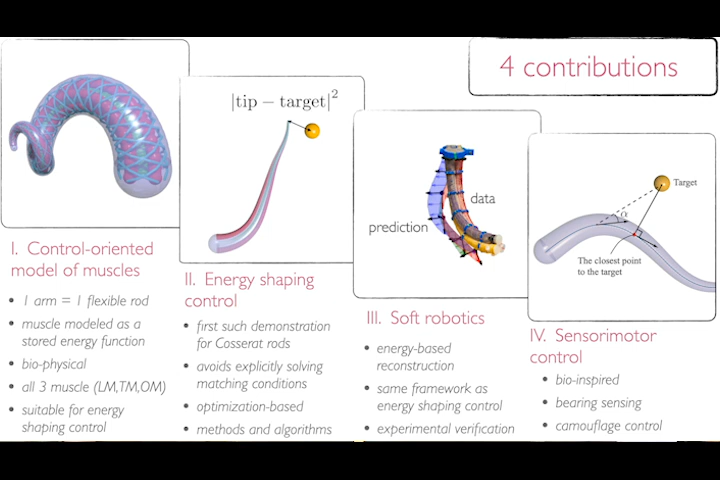 4 contributions
|tip − target|²
prediction
data
Target
α
The closest point
to the target
I. Control-oriented
model of muscles
• 1 arm = 1 flexible rod
• muscle modeled as a
stored energy function
• bio-physical
• all 3 muscle (LM,TM,OM)
• suitable for energy
shaping control
II. Energy shaping
control
• first such demonstration
for Cosserat rods
• avoids explicitly solving
matching conditions
• optimization-based
• methods and algorithms
III. Soft robotics
• energy-based
reconstruction
• same framework as
energy shaping control
• experimental verification
IV. Sensorimotor
control
• bio-inspired
• bearing sensing
• camouflage control